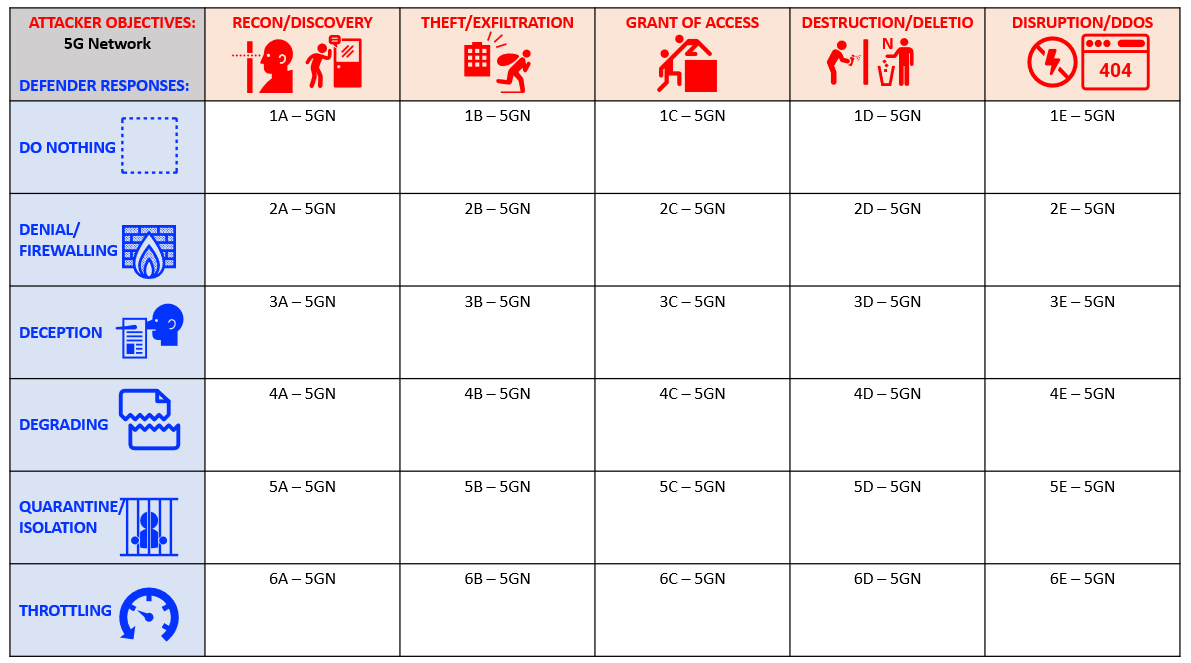 ATTACKER OBJECTIVES:
5G Network
DEFENDER RESPONSES:
RECON/DISCOVERY
THEFT/EXFILTRATION
GRANT OF ACCESS
DESTRUCTION/DELETIO
N
DISRUPTION/DDOS
404
DO NOTHING
1A – 5GN
1B – 5GN
1C – 5GN
1D – 5GN
1E – 5GN
DENIAL/
FIREWALLING
2A – 5GN
2B – 5GN
2C – 5GN
2D – 5GN
2E – 5GN
DECEPTION
3A – 5GN
3B – 5GN
3C – 5GN
3D – 5GN
3E – 5GN
DEGRADING
4A – 5GN
4B – 5GN
4C – 5GN
4D – 5GN
4E – 5GN
QUARANTINE/
ISOLATION
5A – 5GN
5B – 5GN
5C – 5GN
5D – 5GN
5E – 5GN
THROTTLING
6A – 5GN
6B – 5GN
6C – 5GN
6D – 5GN
6E – 5GN